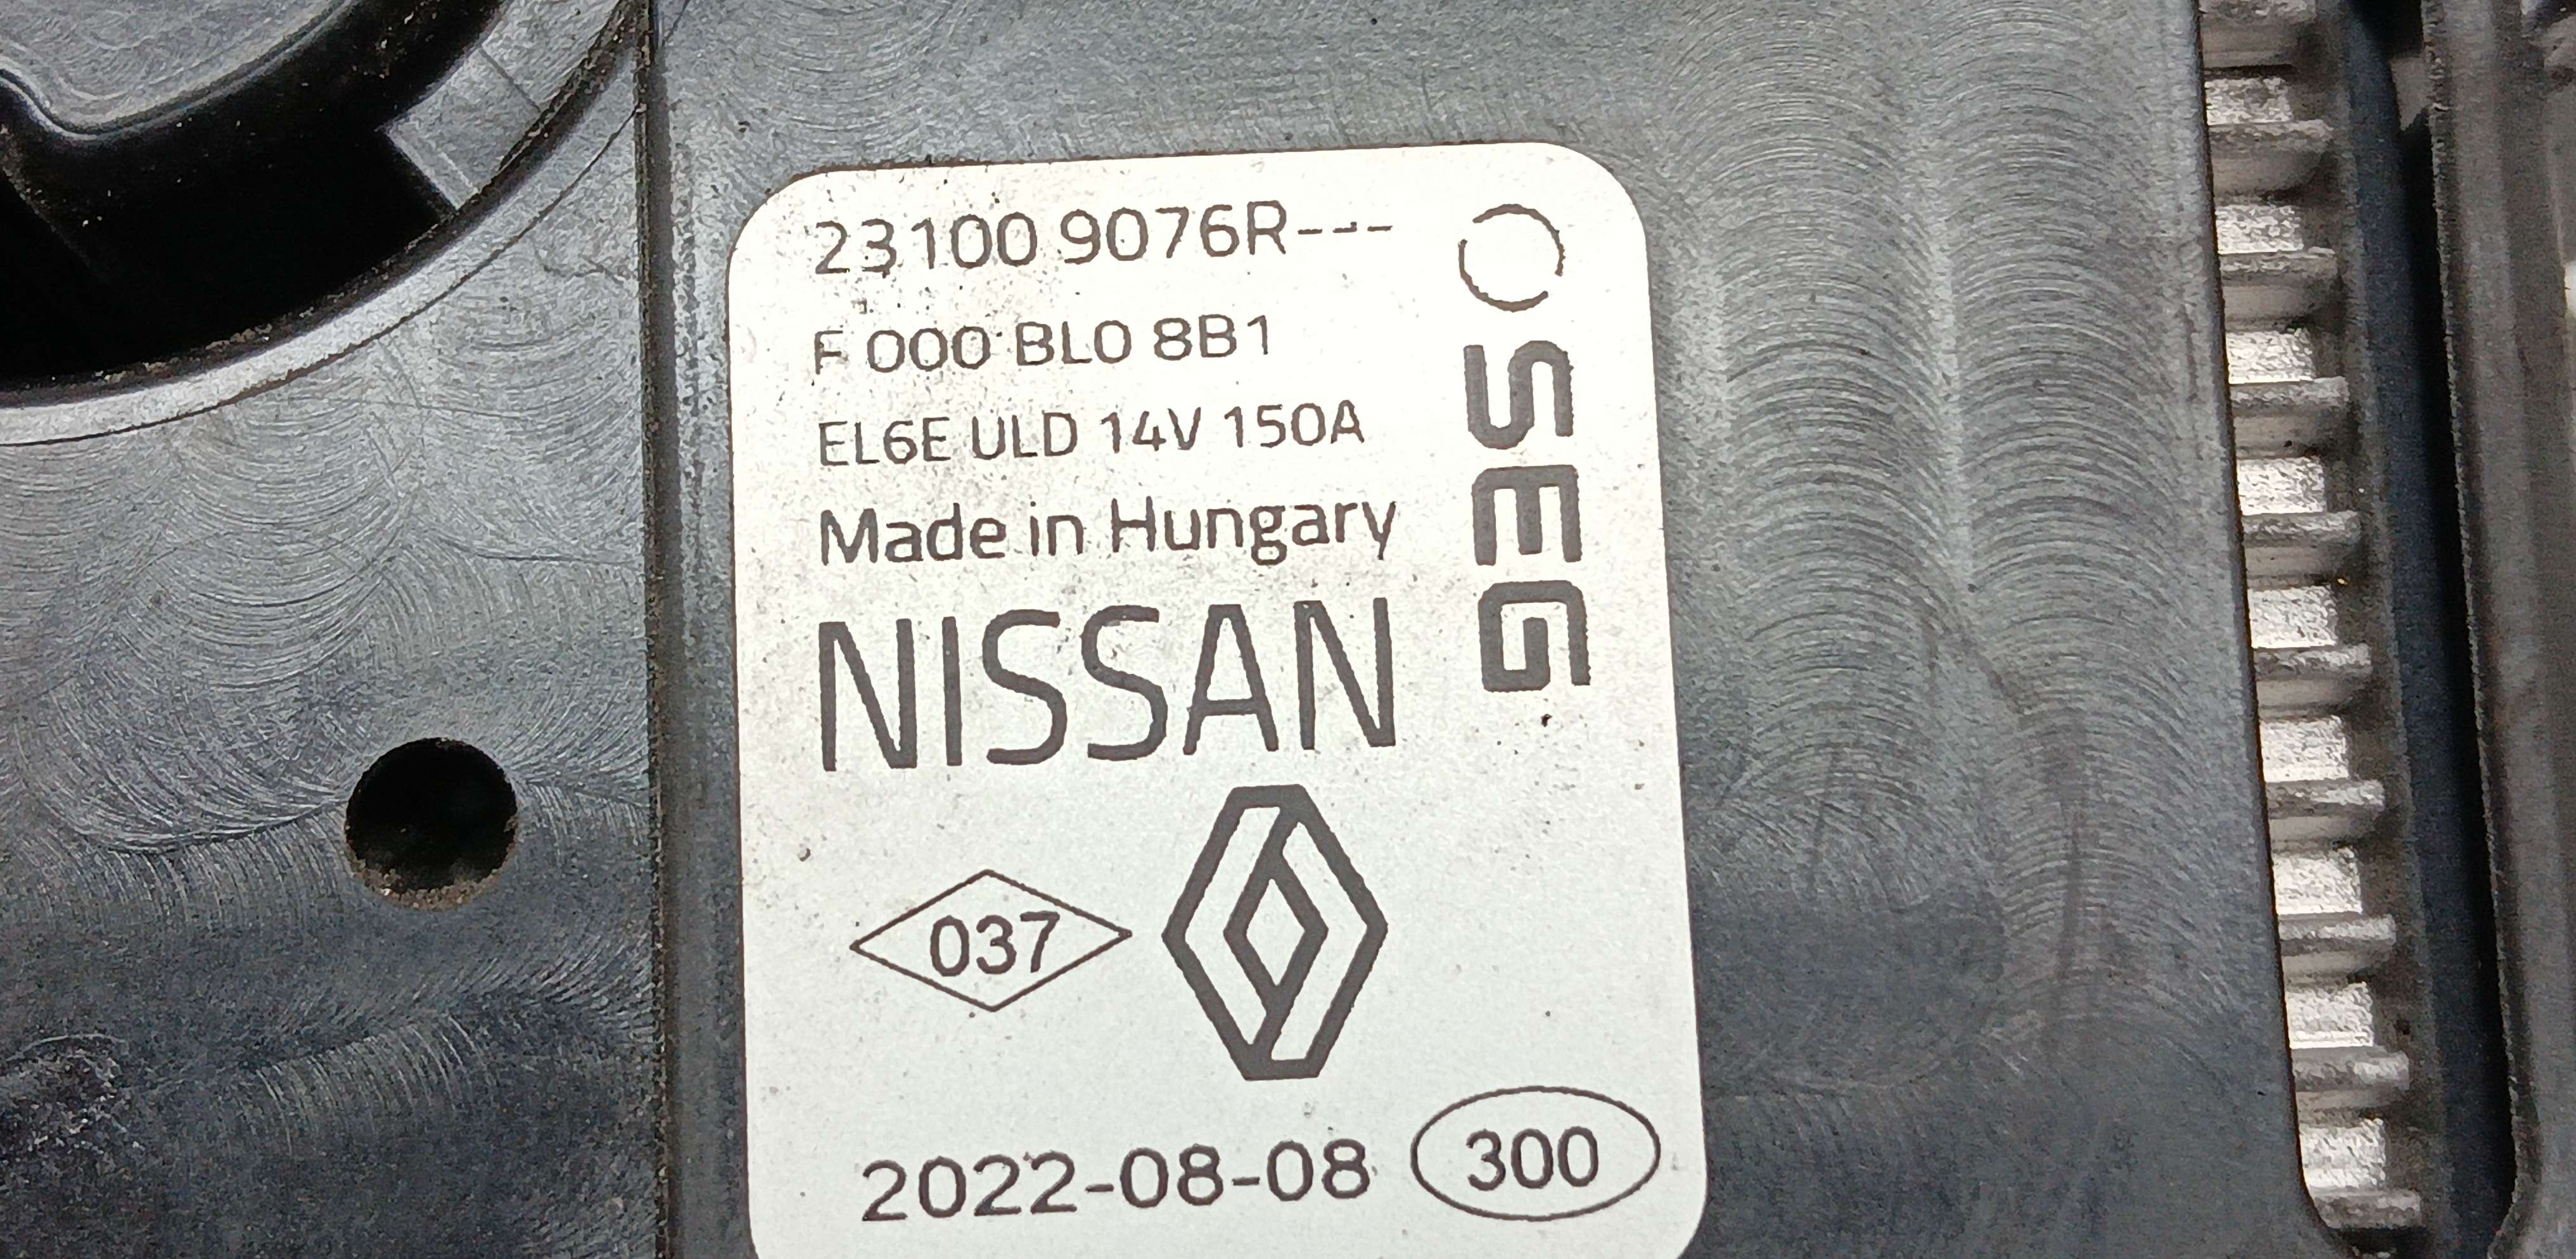 23100 9076R---
F 000 BL0 8B1
EL6E ULD 14V 150A
Made in Hungary
SEG
NISSAN
037
2022-08-08
300